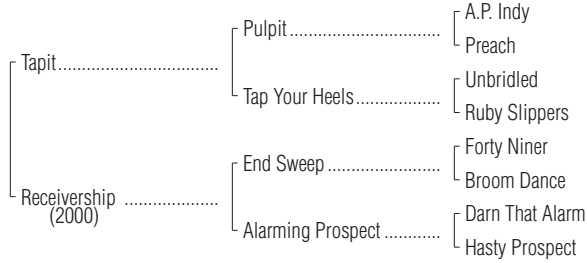 A.P. Indy
Pulpit
Preach
Tapit
Unbridled
Tap Your Heels
Ruby Slippers
Forty Niner
End Sweep
Broom Dance
Receivership
(2000)
Darn That Alarm
Alarming Prospect
Hasty Prospect